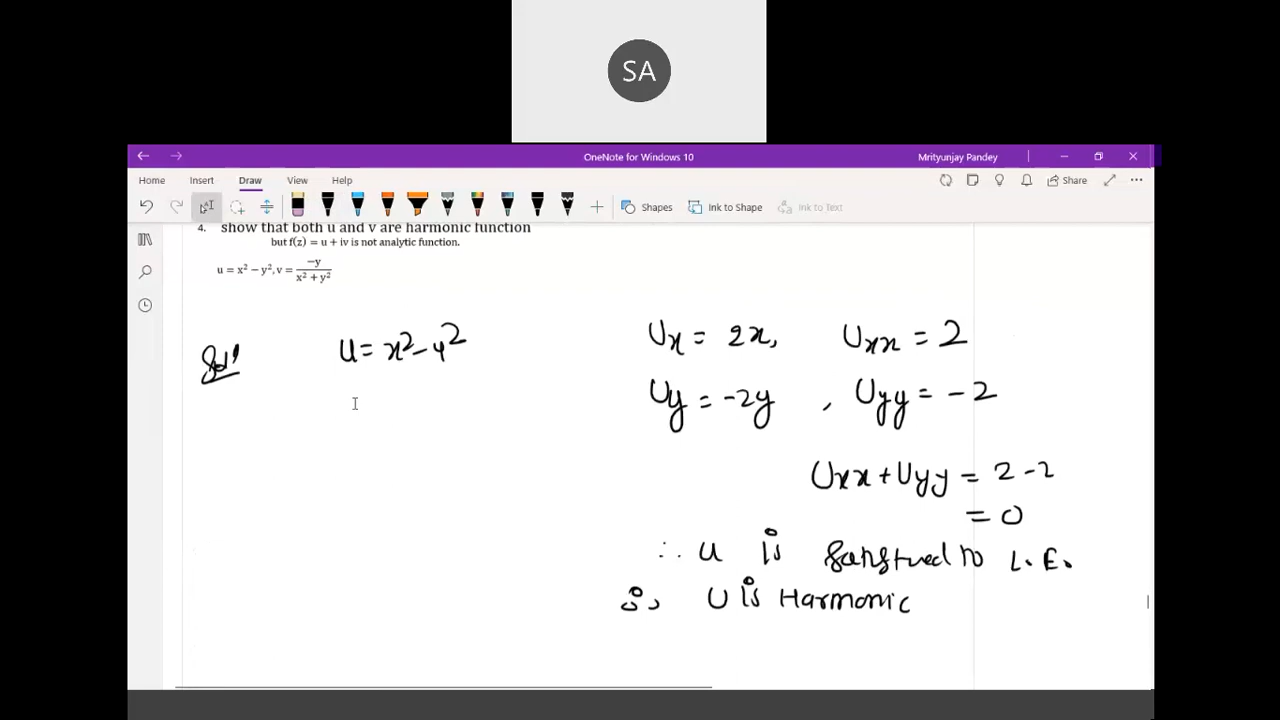 SA
OneNote for Windows 10
Mrityunjay Pandey
Home Insert Draw View Help
Share
Shapes Ink to Shape Ink to Text
4. show that both u and v are harmonic function
but f(z) = u + iv is not analytic function.
u = x² − y², v = −y / x² + y²
Solⁿ U = x² − y²
Ux = 2x, Uxx = 2
Uy = -2y , Uyy = -2
Uxx + Uyy = 2 - 2
= 0
∴ u is to L.E.
∴, U is Harmonic